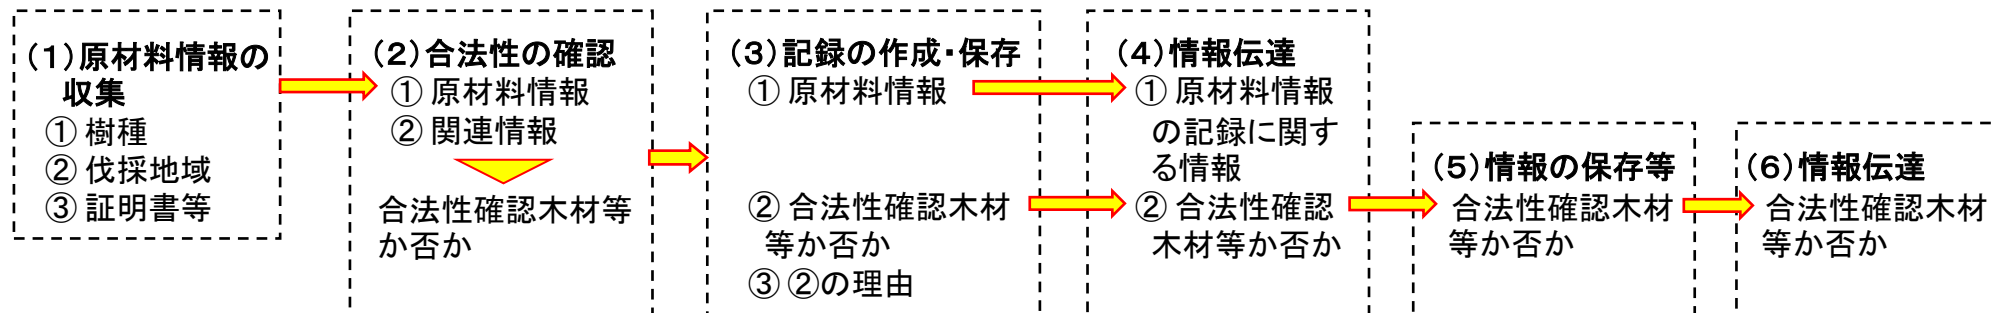 (1)原材料情報の
収集
① 樹種
② 伐採地域
③ 証明書等
(2)合法性の確認
① 原材料情報
② 関連情報
合法性確認木材等
か否か
(3)記録の作成・保存
① 原材料情報
② 合法性確認木材
等か否か
③ ②の理由
(4)情報伝達
① 原材料情報
の記録に関す
る情報
② 合法性確認
木材等か否か
(5)情報の保存等
合法性確認木材
等か否か
(6)情報伝達
合法性確認木材
等か否か